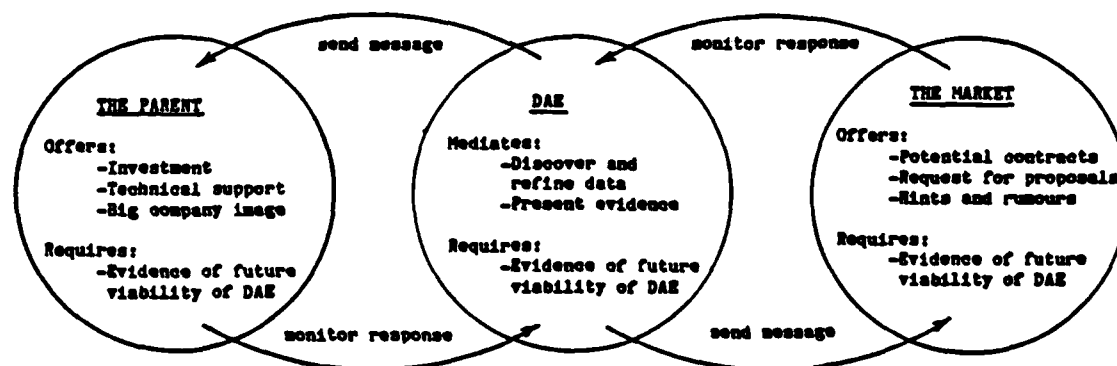 send message
monitor response
THE PARENT
Offers:
-Investment
-Technical support
-Big company image
Requires:
-Evidence of future
viability of DAE
DAE
Mediates:
-Discover and
refine data
-Present evidence
Requires:
-Evidence of future
viability of DAE
THE MARKET
Offers:
-Potential contracts
-Request for proposals
-Hints and rumours
Requires:
-Evidence of future
viability of DAE
monitor response
send message